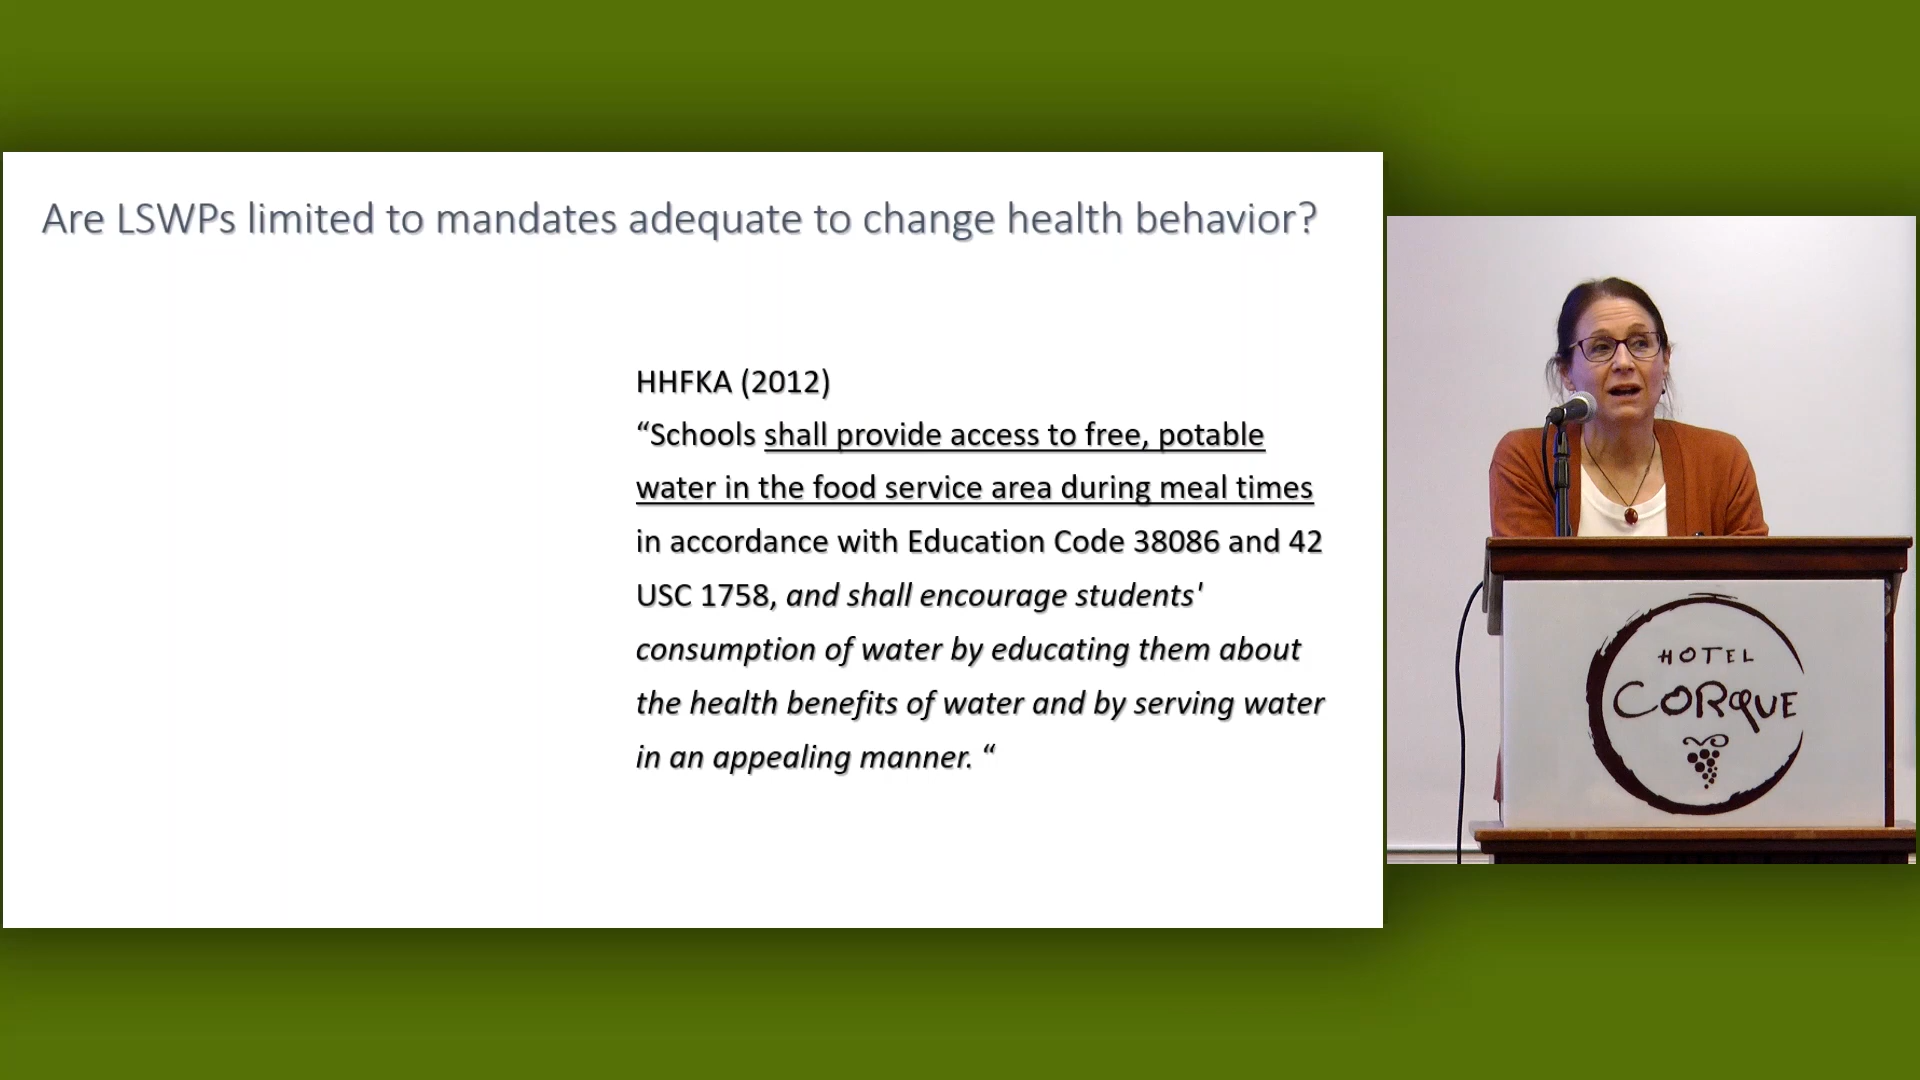 Are LSWPs limited to mandates adequate to change health behavior?
HHFKA (2012)
“Schools shall provide access to free, potable
water in the food service area during meal times
in accordance with Education Code 38086 and 42
USC 1758, and shall encourage students'
consumption of water by educating them about
the health benefits of water and by serving water
in an appealing manner. “
HOTEL
CORQUE